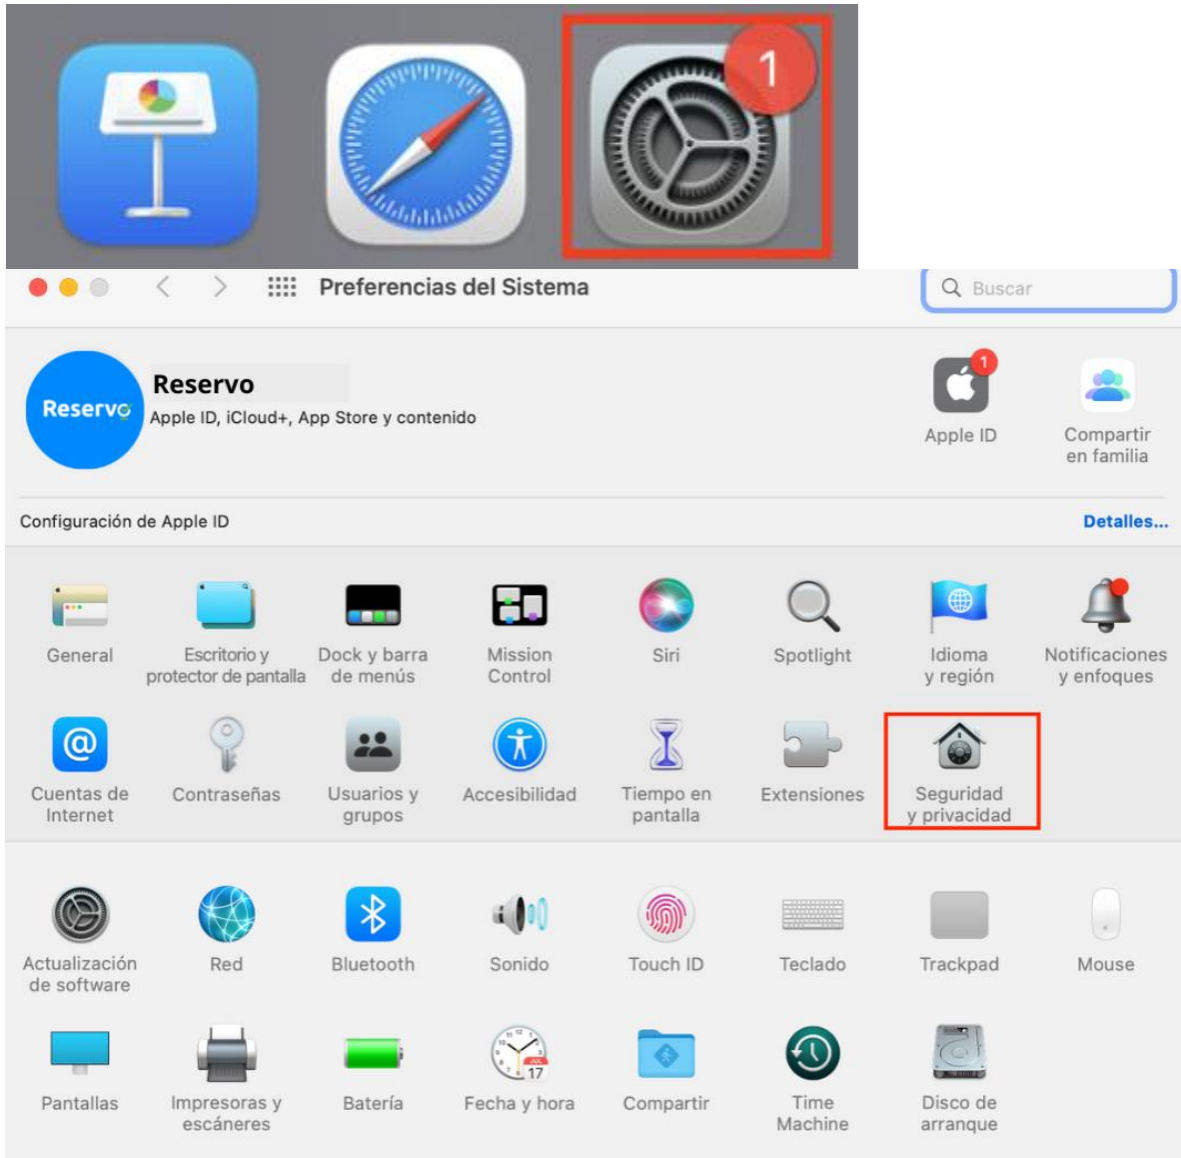 1
Preferencias del Sistema
Buscar
Reservo
Reservo
Apple ID, iCloud+, App Store y contenido
1
Apple ID
Compartir
en familia
Configuración de Apple ID
Detalles...
General
Escritorio y
protector de pantalla
Dock y barra
de menús
Mission
Control
Siri
Spotlight
Idioma
y región
Notificaciones
y enfoques
@
Cuentas de
Internet
Contraseñas
Usuarios y
grupos
Accesibilidad
Tiempo en
pantalla
Extensiones
Seguridad
y privacidad
Actualización
de software
Red
Bluetooth
Sonido
Touch ID
Teclado
Trackpad
Mouse
Pantallas
Impresoras y
escáneres
Batería
JUL
17
Fecha y hora
Compartir
Time
Machine
Disco de
arranque